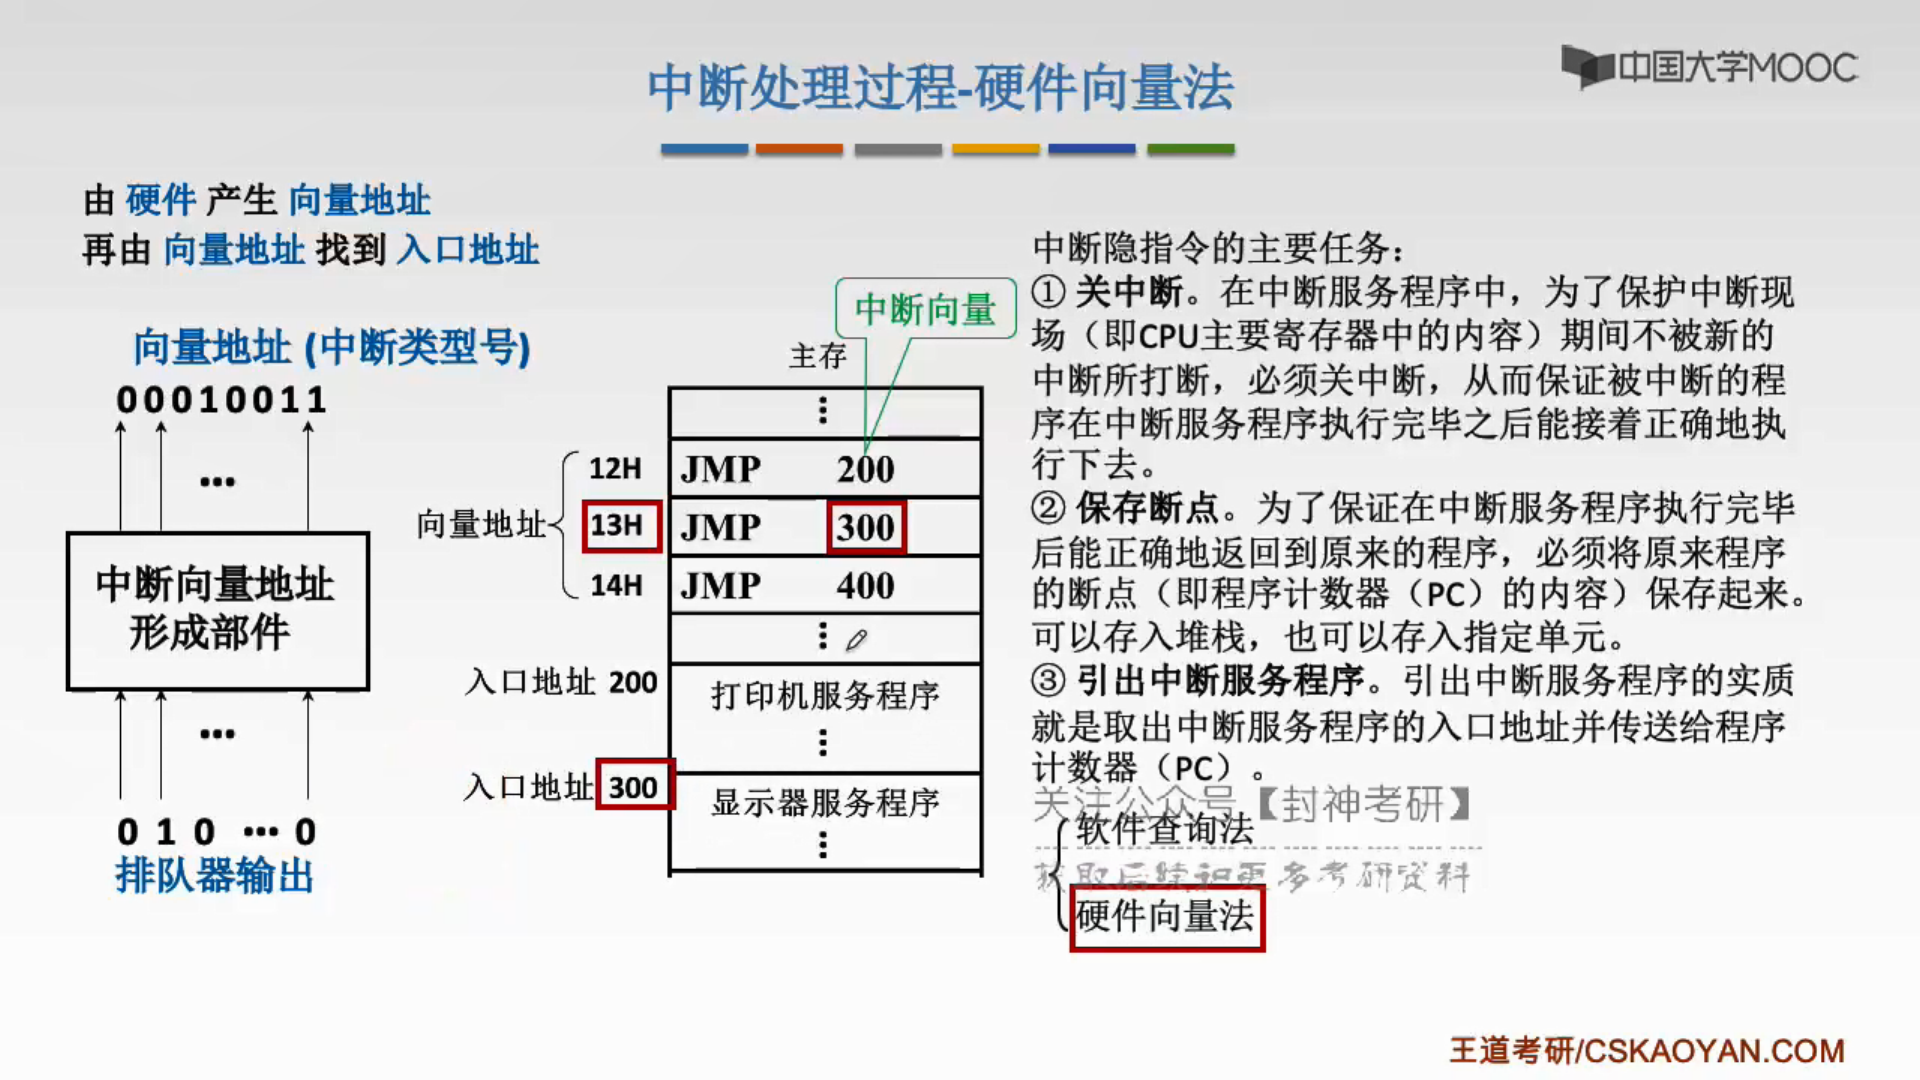 中断处理过程-硬件向量法
中国大学MOOC
由 硬件 产生 向量地址
再由 向量地址 找到 入口地址
向量地址 (中断类型号)
00010011
...
中断向量地址
形成部件
...
0 1 0 ... 0
排队器输出
中断向量
主存
向量地址
12H JMP 200
13H JMP 300
14H JMP 400
入口地址 200
打印机服务程序
入口地址 300
显示器服务程序
中断隐指令的主要任务：
① 关中断。在中断服务程序中，为了保护中断现
场（即CPU主要寄存器中的内容）期间不被新的
中断所打断，必须关中断，从而保证被中断的程
序在中断服务程序执行完毕之后能接着正确地执
行下去。
② 保存断点。为了保证在中断服务程序执行完毕
后能正确地返回到原来的程序，必须将原来程序
的断点（即程序计数器（PC）的内容）保存起来。
可以存入堆栈，也可以存入指定单元。
③ 引出中断服务程序。引出中断服务程序的实质
就是取出中断服务程序的入口地址并传送给程序
计数器（PC）。
关注公众号【封神考研】
软件查询法
获取后续和更多考研资料
硬件向量法
王道考研/CSKAOYAN.COM